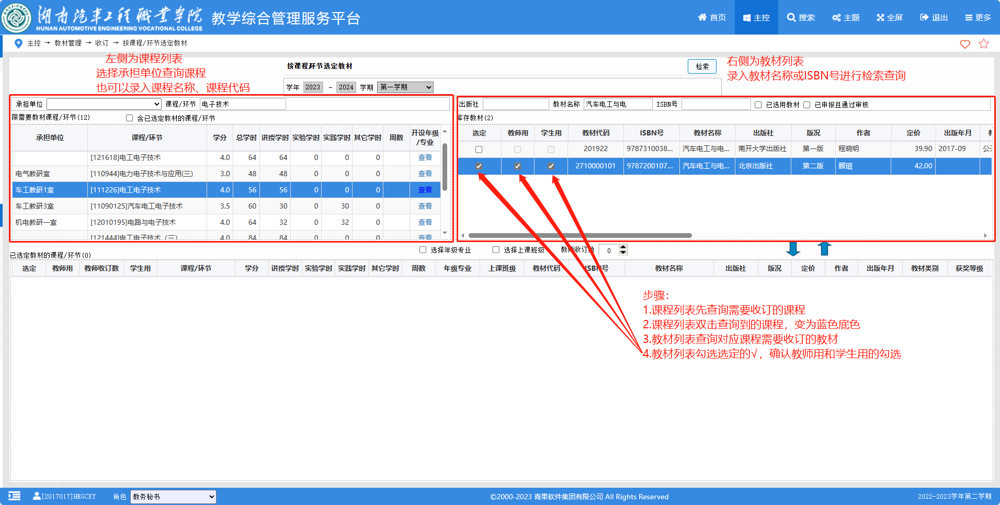 湖南汽车工程职业学院
HUNAN AUTOMOTIVE ENGINEERING VOCATIONAL COLLEGE
教学综合管理服务平台
首页 主控 搜索 主题 全屏 退出 更多
主控 → 教材管理 → 收订 → 按课程/环节选定教材
左侧为课程列表
选择承担单位查询课程
也可以录入课程名称、课程代码
按课程环节选定教材
检索
右侧为教材列表
录入教材名称或ISBN号进行检索查询
学年 2023 - 2024 学期 第一学期
承担单位 课程/环节 电子技术
限需要教材课程/环节(12) 含已选定教材的课程/环节
承担单位 课程/环节 学分 总学时 讲授学时 实验学时 实践学时 其它学时 周数 开设年级/专业
[121618]电工电子技术 4.0 64 64 0 0 0 查看
电气教研室 [110944]电力电子技术与应用(三) 3.0 48 48 0 0 0 查看
车工教研1室 [111226]电工电子技术 4.0 56 56 0 0 0 查看
车工教研3室 [11090125]汽车电工电子技术 3.5 60 30 0 30 0 查看
机电教研一室 [12010195]电路与电子技术 4.0 64 32 0 32 0 查看
[121444]电工电子技术（三） 4.0 84 84 0 0 0 查看
出版社 教材名称 汽车电工与电 ISBN号 已选用教材 已申报且通过审核
库存教材(2)
选定 教师用 学生用 教材代码 ISBN号 教材名称 出版社 版况 作者 定价 出版年月
201922 9787310038... 汽车电工与电... 南开大学出版社 第一版 程晓明 39.90 2017-09
2710000101 9787200107... 汽车电工与电... 北京出版社 第二版 顾瑄 42.00
选择年级专业 选择上课班级 教师收订数 0
已选定教材的课程/环节(0)
选定 教师用 教师收订数 学生用 课程/环节 学分 讲授学时 实验学时 实践学时 其它学时 周数 年级专业 上课班级 教材代码 ISBN号 教材名称 出版社 版况 定价 作者 出版年月 教材类别 获奖等级
步骤：
1.课程列表先查询需要收订的课程
2.课程列表双击查询到的课程，变为蓝色底色
3.教材列表查询对应课程需要收订的教材
4.教材列表勾选选定的√，确认教师用和学生用的勾选
[2017017]HKGCXY 角色 教务秘书
©2000-2023 青果软件集团有限公司 All Rights Reserved
2022-2023学年第二学期